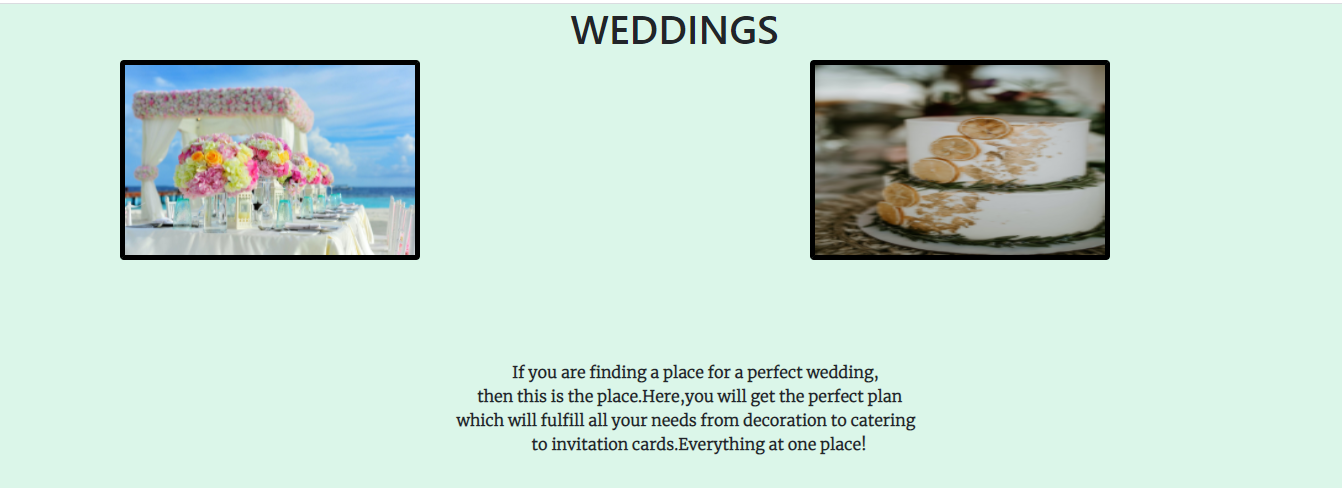 WEDDINGS
If you are finding a place for a perfect wedding,
then this is the place.Here,you will get the perfect plan
which will fulfill all your needs from decoration to catering
to invitation cards.Everything at one place!